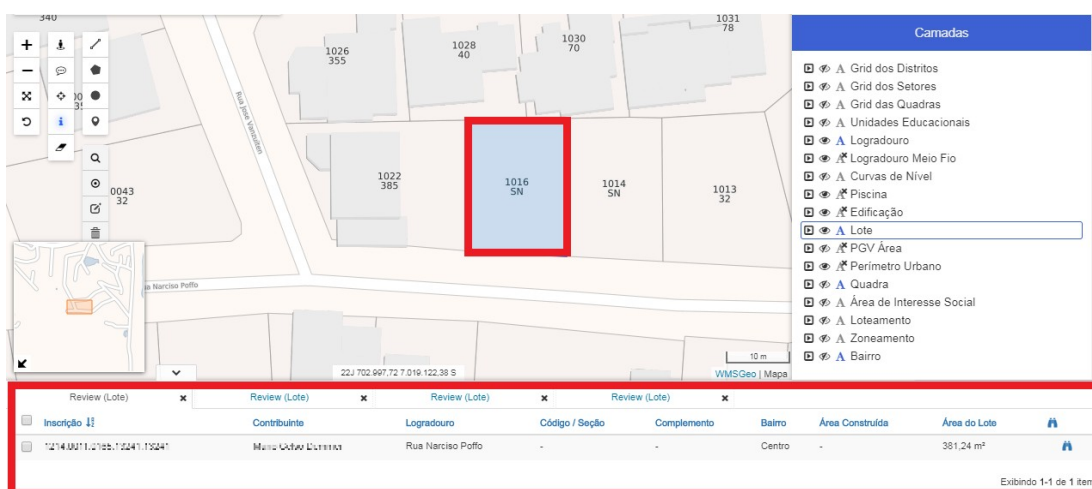 340
1031
78
1026
355
1028
40
1030
70
Camadas
Grid dos Distritos
Grid dos Setores
Grid das Quadras
Unidades Educacionais
Logradouro
Logradouro Meio Fio
Curvas de Nível
Piscina
Edificação
Lote
PGV Área
Perímetro Urbano
Quadra
Área de Interesse Social
Loteamento
Zoneamento
Bairro
0043
32
1022
385
1016
SN
1014
SN
1013
32
Rua Narciso Poffo
10 m
22J 702.997,72 7.019.122,38 S
WMSGeo | Mapa
Review (Lote) Review (Lote) Review (Lote) Review (Lote)
Inscrição Contribuinte Logradouro Código / Seção Complemento Bairro Área Construída Área do Lote
Rua Narciso Poffo - - Centro - 381,24 m²
Exibindo 1-1 de 1 item